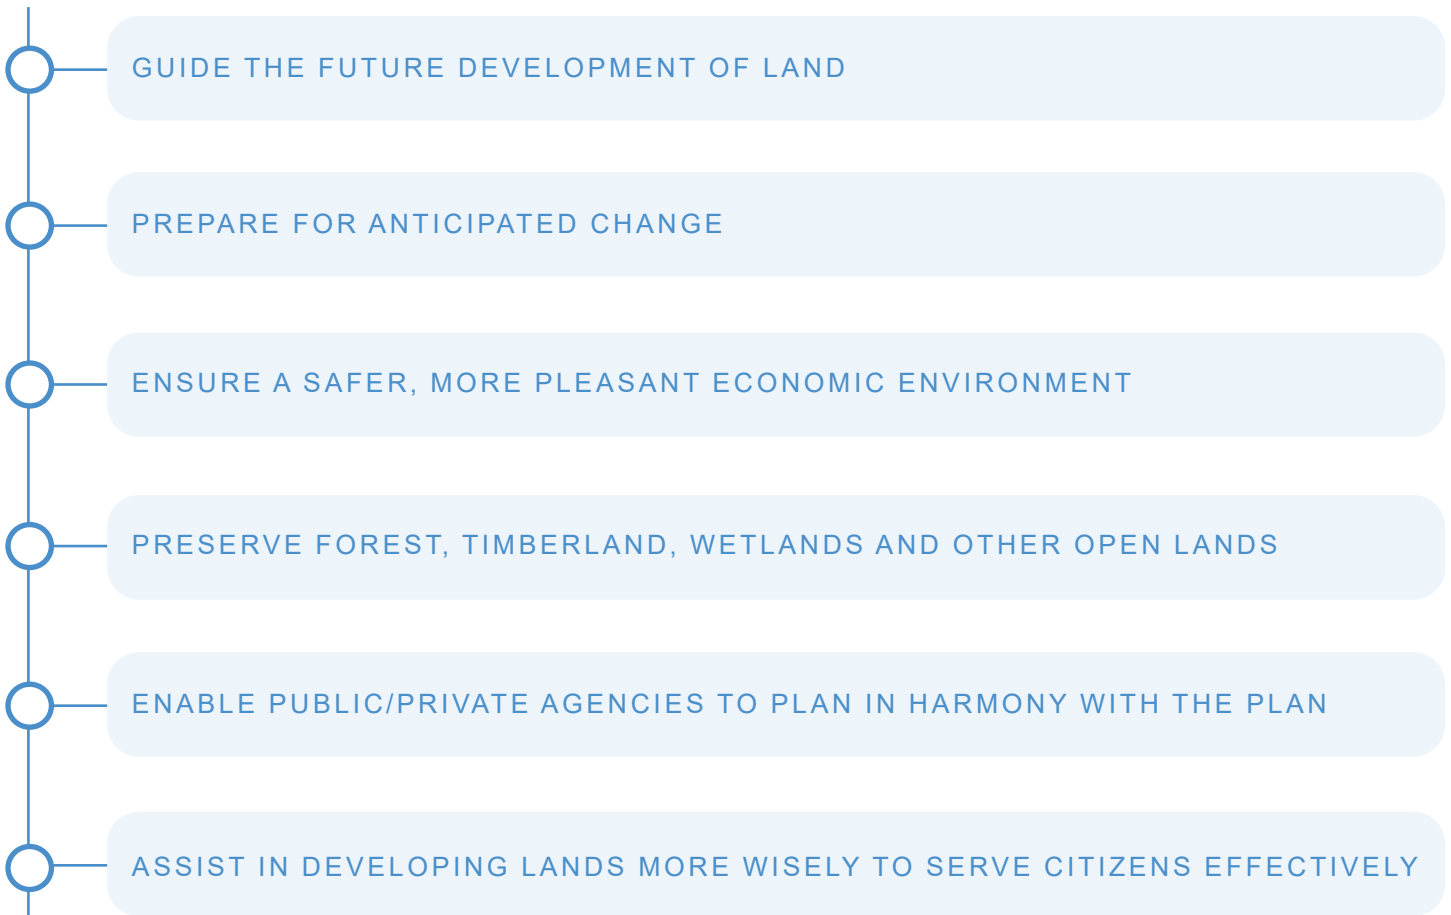 GUIDE THE FUTURE DEVELOPMENT OF LAND
PREPARE FOR ANTICIPATED CHANGE
ENSURE A SAFER, MORE PLEASANT ECONOMIC ENVIRONMENT
PRESERVE FOREST, TIMBERLAND, WETLANDS AND OTHER OPEN LANDS
ENABLE PUBLIC/PRIVATE AGENCIES TO PLAN IN HARMONY WITH THE PLAN
ASSIST IN DEVELOPING LANDS MORE WISELY TO SERVE CITIZENS EFFECTIVELY